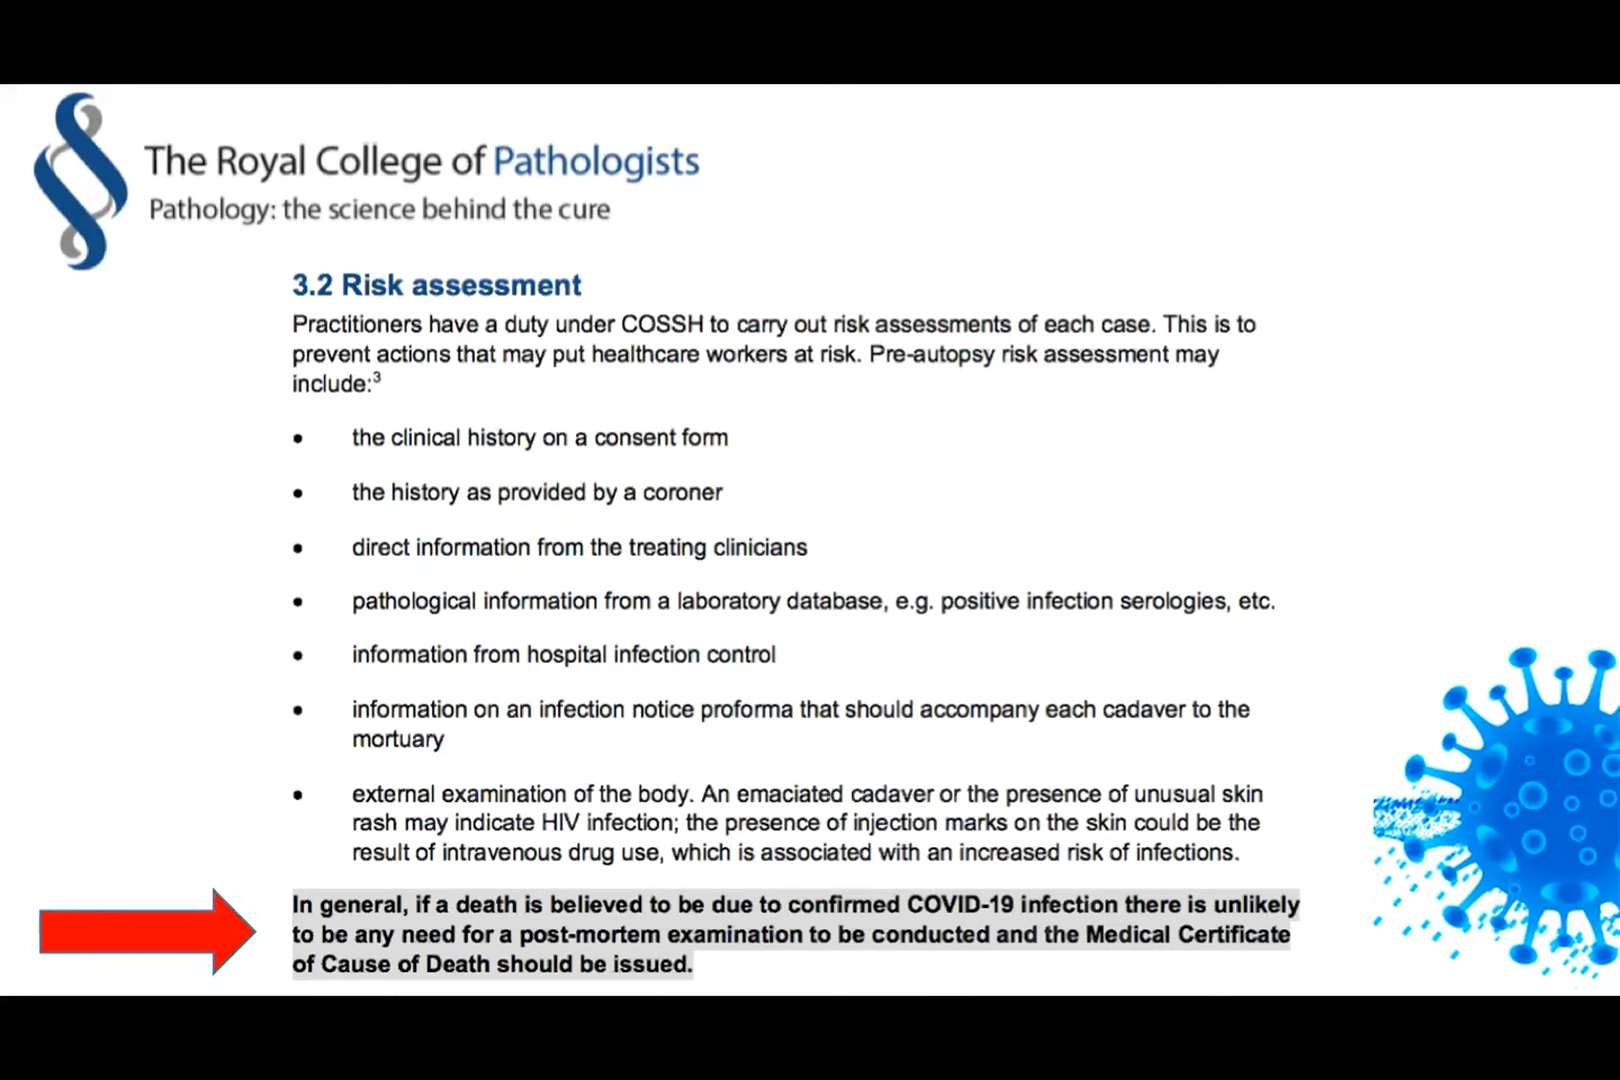 The Royal College of Pathologists
Pathology: the science behind the cure
3.2 Risk assessment
Practitioners have a duty under COSSH to carry out risk assessments of each case. This is to
prevent actions that may put healthcare workers at risk. Pre-autopsy risk assessment may
include:³
• the clinical history on a consent form
• the history as provided by a coroner
• direct information from the treating clinicians
• pathological information from a laboratory database, e.g. positive infection serologies, etc.
• information from hospital infection control
• information on an infection notice proforma that should accompany each cadaver to the
mortuary
• external examination of the body. An emaciated cadaver or the presence of unusual skin
rash may indicate HIV infection; the presence of injection marks on the skin could be the
result of intravenous drug use, which is associated with an increased risk of infections.
In general, if a death is believed to be due to confirmed COVID-19 infection there is unlikely
to be any need for a post-mortem examination to be conducted and the Medical Certificate
of Cause of Death should be issued.